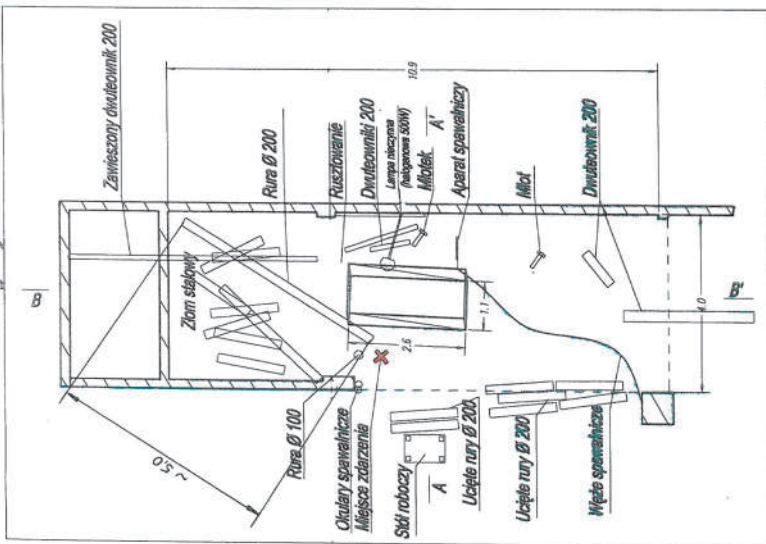 Zawieszony dwuteownik 200
B
10.9
Złom stalowy
Rura Ø 200
Rusztowanie
Dwuteowniki 200
Lampa nieczynna
(halogenowa 500W)
Młotek
A'
Aparat spawalniczy
Młot
Dwuteownik 200
B'
4.0
1.1
2.6
~ 5,0
Rura Ø 100
Okulary spawalnicze
Miejsce zdarzenia
Stół roboczy
A
Ucięte rury Ø 200
Ucięte rury Ø 200
Węże spawalnicze